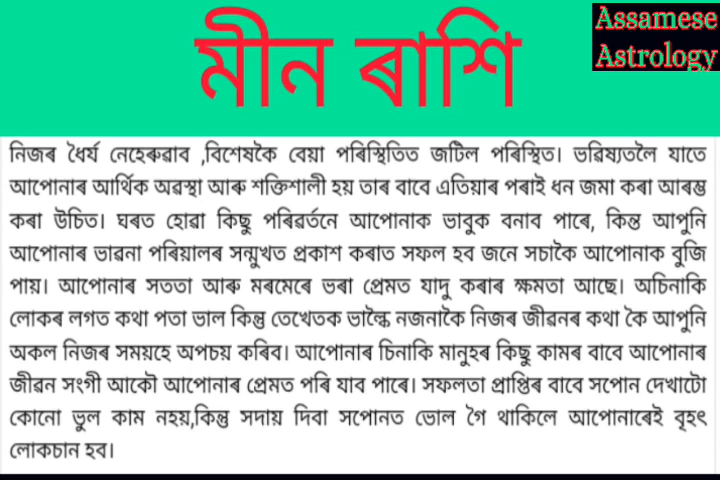 মীন ৰাশি
Assamese
Astrology
নিজৰ ধৈৰ্য নেহেৰুৱাব ,বিশেষকৈ বেয়া পৰিস্থিতিত জটিল পৰিস্থিত। ভৱিষ্যতলৈ যাতে
আপোনাৰ আৰ্থিক অৱস্থা আৰু শক্তিশালী হয় তাৰ বাবে এতিয়াৰ পৰাই ধন জমা কৰা আৰম্ভ
কৰা উচিত। ঘৰত হোৱা কিছু পৰিৱৰ্তনে আপোনাক ভাবুক বনাব পাৰে, কিন্ত আপুনি
আপোনাৰ ভাৱনা পৰিয়ালৰ সন্মুখত প্ৰকাশ কৰাত সফল হব জনে সচাকৈ আপোনাক বুজি
পায়। আপোনাৰ সততা আৰু মৰমেৰে ভৰা প্ৰেমত যাদু কৰাৰ ক্ষমতা আছে। অচিনাকি
লোকৰ লগত কথা পতা ভাল কিন্তু তেখেতক ভালৈক নজনাকৈ নিজৰ জীৱনৰ কথা কৈ আপুনি
অকল নিজৰ সময়হে অপচয় কৰিব। আপোনাৰ চিনাকি মানুহৰ কিছু কামৰ বাবে আপোনাৰ
জীৱন সংগী আকৌ আপোনাৰ প্ৰেমত পৰি যাব পাৰে। সফলতা প্ৰাপ্তিৰ বাবে সপোন দেখাটো
কোনো ভুল কাম নহয়,কিন্তু সদায় দিবা সপোনত ভোল গৈ থাকিলে আপোনাৰেই বৃহৎ
লোকচান হব।